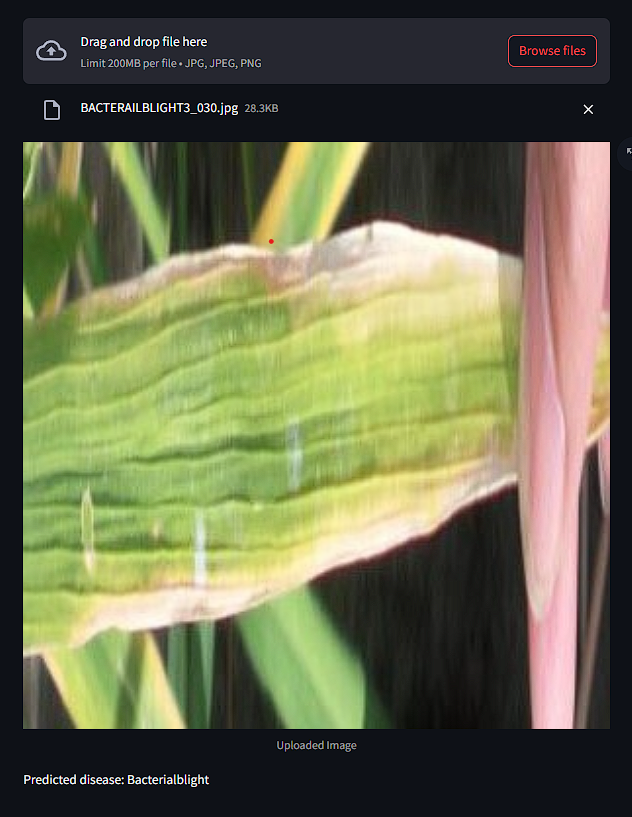 Drag and drop file here
Limit 200MB per file • JPG, JPEG, PNG
Browse files
BACTERAILBLIGHT3_030.jpg 28.3KB
Uploaded Image
Predicted disease: Bacterialblight